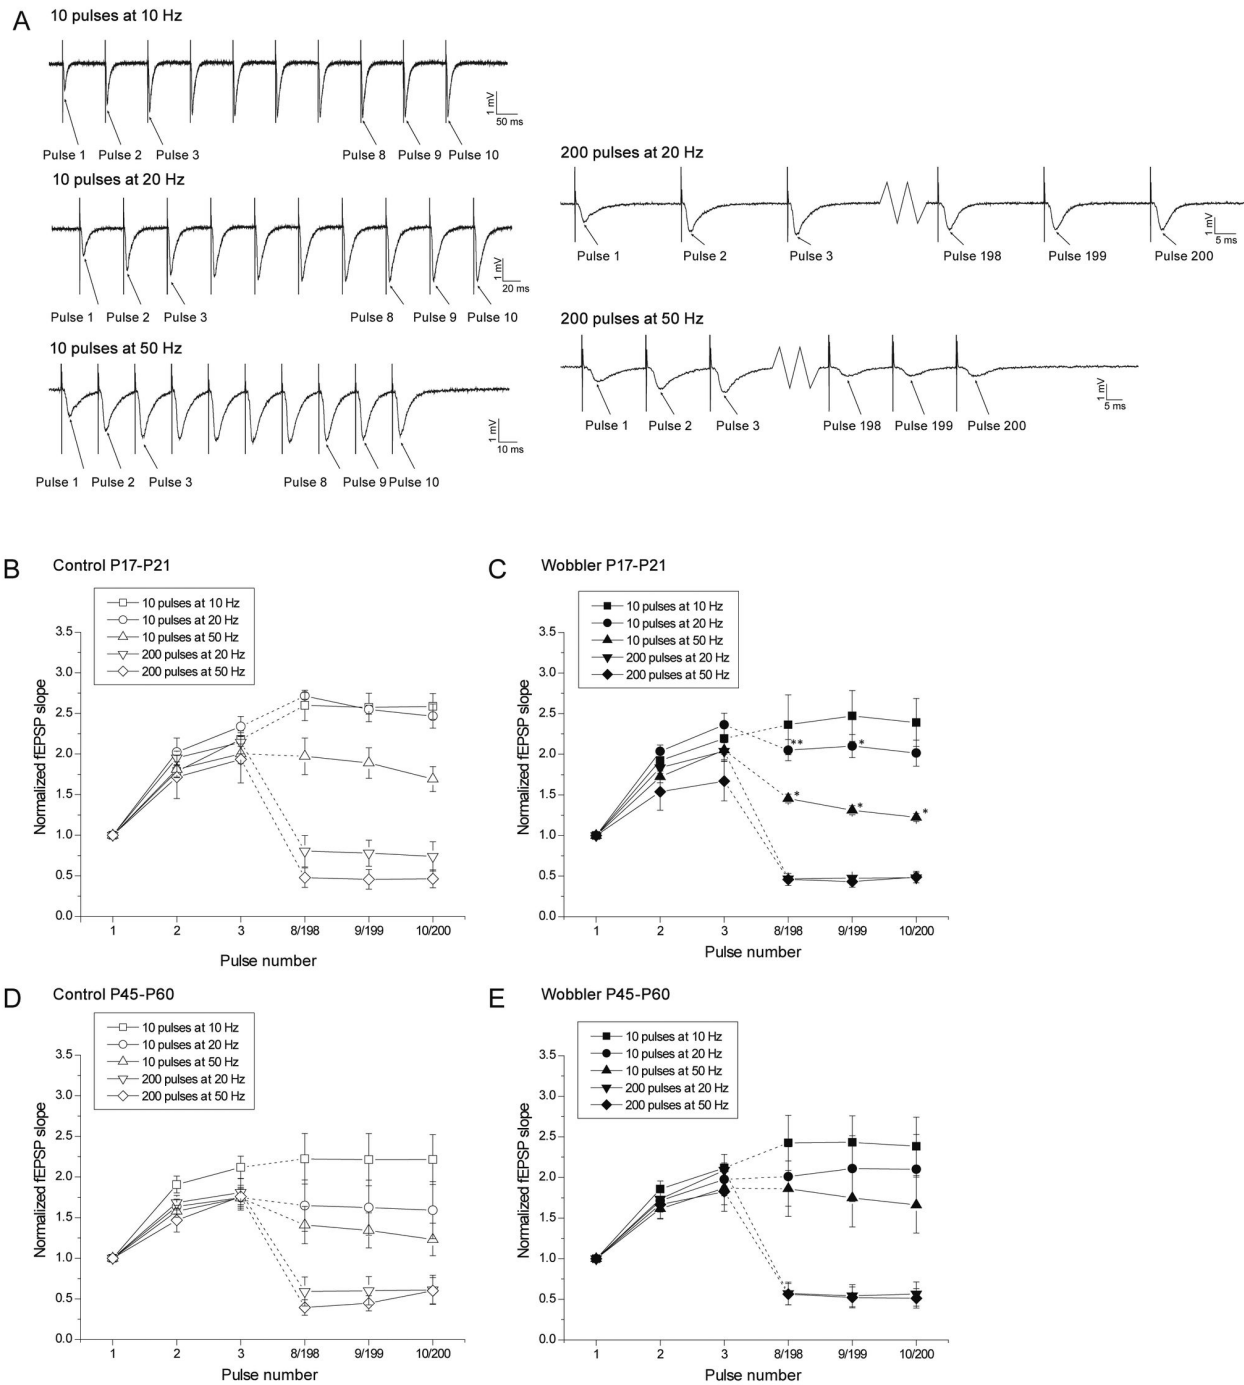 A
10 pulses at 10 Hz
1 mV
50 ms
Pulse 1 Pulse 2 Pulse 3 Pulse 8 Pulse 9 Pulse 10
10 pulses at 20 Hz
1 mV
20 ms
Pulse 1 Pulse 2 Pulse 3 Pulse 8 Pulse 9 Pulse 10
10 pulses at 50 Hz
1 mV
10 ms
Pulse 1 Pulse 2 Pulse 3 Pulse 8 Pulse 9 Pulse 10
200 pulses at 20 Hz
1 mV
5 ms
Pulse 1 Pulse 2 Pulse 3 Pulse 198 Pulse 199 Pulse 200
200 pulses at 50 Hz
1 mV
5 ms
Pulse 1 Pulse 2 Pulse 3 Pulse 198 Pulse 199 Pulse 200
B Control P17-P21
10 pulses at 10 Hz
10 pulses at 20 Hz
10 pulses at 50 Hz
200 pulses at 20 Hz
200 pulses at 50 Hz
Normalized fEPSP slope
3.5
3.0
2.5
2.0
1.5
1.0
0.5
0.0
1 2 3 8/198 9/199 10/200
Pulse number
C Wobbler P17-P21
10 pulses at 10 Hz
10 pulses at 20 Hz
10 pulses at 50 Hz
200 pulses at 20 Hz
200 pulses at 50 Hz
Normalized fEPSP slope
3.5
3.0
2.5
2.0
1.5
1.0
0.5
0.0
** *
* * *
1 2 3 8/198 9/199 10/200
Pulse number
D Control P45-P60
10 pulses at 10 Hz
10 pulses at 20 Hz
10 pulses at 50 Hz
200 pulses at 20 Hz
200 pulses at 50 Hz
Normalized fEPSP slope
3.5
3.0
2.5
2.0
1.5
1.0
0.5
0.0
1 2 3 8/198 9/199 10/200
Pulse number
E Wobbler P45-P60
10 pulses at 10 Hz
10 pulses at 20 Hz
10 pulses at 50 Hz
200 pulses at 20 Hz
200 pulses at 50 Hz
Normalized fEPSP slope
3.5
3.0
2.5
2.0
1.5
1.0
0.5
0.0
1 2 3 8/198 9/199 10/200
Pulse number